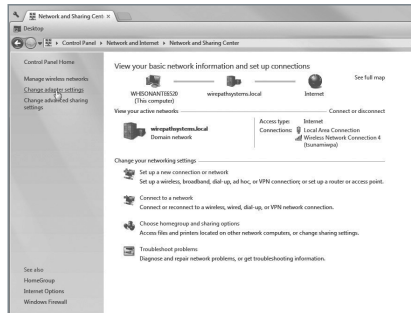 Network and Sharing Cent
Desktop
Control Panel
Network and Internet
Network and Sharing Center
Control Panel Home
Manage wireless networks
Change adapter settings
Change advanced sharing
settings
View your basic network information and set up connections
See full map
WHISONANTE6520
(This computer)
wirepathsystems.local
Internet
View your active networks
Connect or disconnect
wirepathsystems.local
Domain network
Access type: Internet
Connections: Local Area Connection
Wireless Network Connection 4
(tsunamiwpa)
Change your networking settings
Set up a new connection or network
Set up a wireless, broadband, dial-up, ad hoc, or VPN connection; or set up a router or access point.
Connect to a network
Connect or reconnect to a wireless, wired, dial-up, or VPN network connection.
Choose homegroup and sharing options
Access files and printers located on other network computers, or change sharing settings.
Troubleshoot problems
Diagnose and repair network problems, or get troubleshooting information.
See also
HomeGroup
Internet Options
Windows Firewall